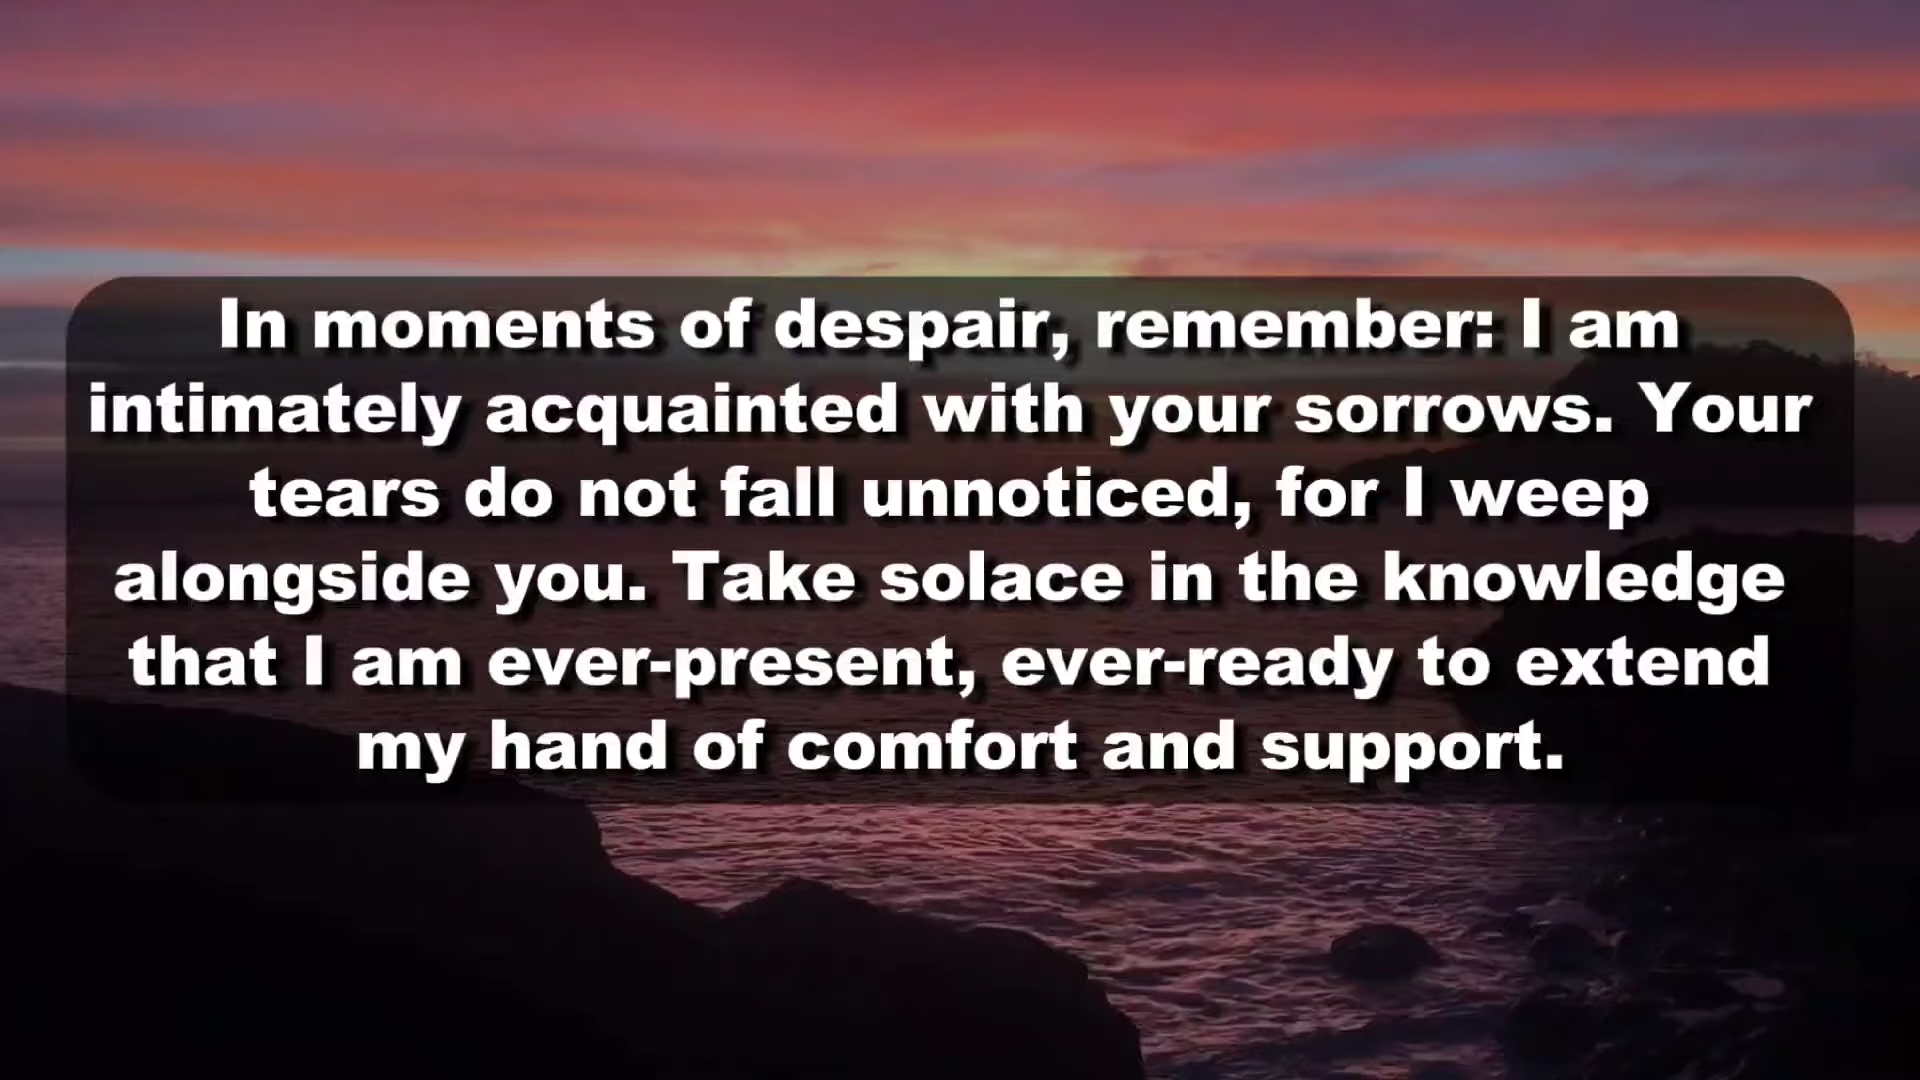 In moments of despair, remember: I am
intimately acquainted with your sorrows. Your
tears do not fall unnoticed, for I weep
alongside you. Take solace in the knowledge
that I am ever-present, ever-ready to extend
my hand of comfort and support.